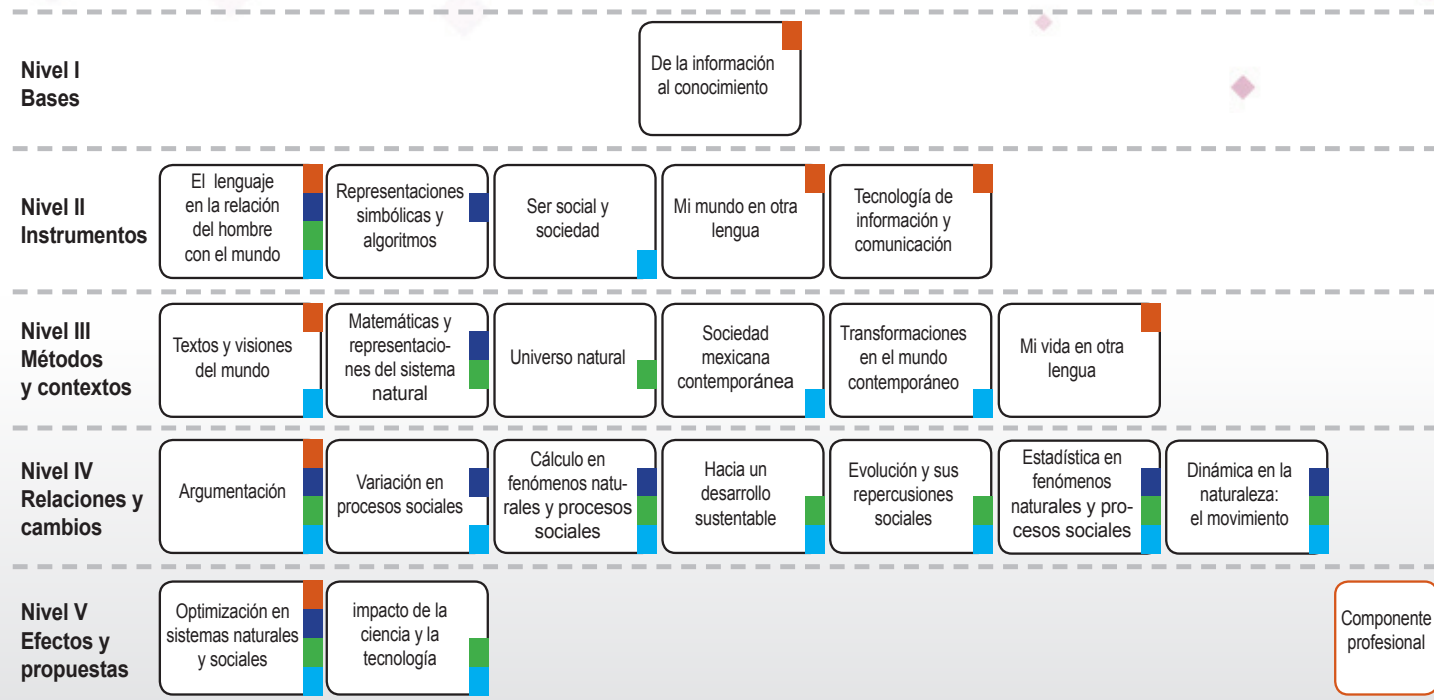 Nivel I
Bases
De la información
al conocimiento
Nivel II
Instrumentos
El lenguaje
en la relación
del hombre
con el mundo
Representaciones
simbólicas y
algoritmos
Ser social y
sociedad
Mi mundo en otra
lengua
Tecnología de
información y
comunicación
Nivel III
Métodos
y contextos
Textos y visiones
del mundo
Matemáticas y
representacio-
nes del sistema
natural
Universo natural
Sociedad
mexicana
contemporánea
Transformaciones
en el mundo
contemporáneo
Mi vida en otra
lengua
Nivel IV
Relaciones y
cambios
Argumentación
Variación en
procesos sociales
Cálculo en
fenómenos natu-
rales y procesos
sociales
Hacia un
desarrollo
sustentable
Evolución y sus
repercusiones
sociales
Estadística en
fenómenos
naturales y pro-
cesos sociales
Dinámica en la
naturaleza:
el movimiento
Nivel V
Efectos y
propuestas
Optimización en
sistemas naturales
y sociales
impacto de la
ciencia y la
tecnología
Componente
profesional